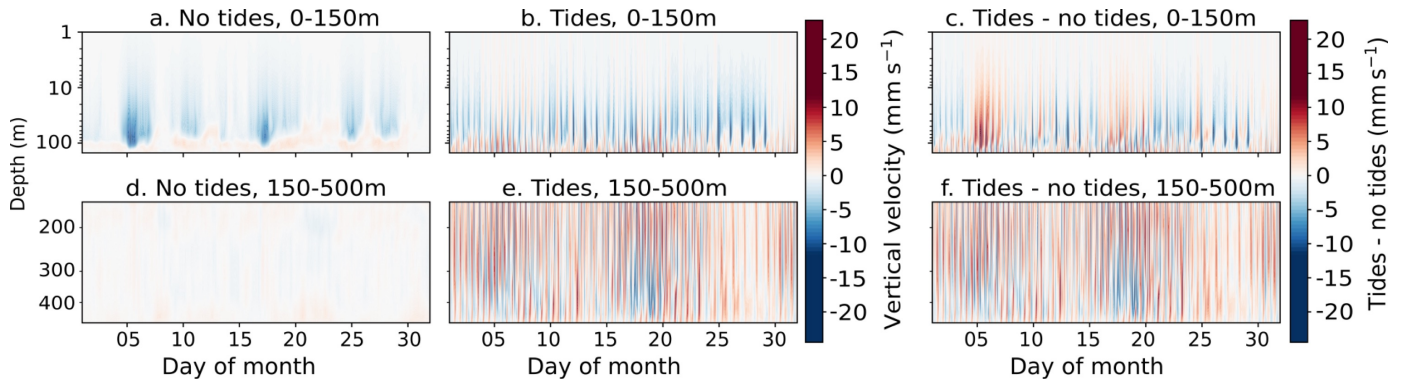 a. No tides, 0-150m
b. Tides, 0-150m
c. Tides - no tides, 0-150m
1
10
100
Depth (m)
20
15
10
5
0
-5
-10
-15
-20
Vertical velocity (mm s⁻¹)
20
15
10
5
0
-5
-10
-15
-20
Tides - no tides (mm s⁻¹)
d. No tides, 150-500m
e. Tides, 150-500m
f. Tides - no tides, 150-500m
200
300
400
05 10 15 20 25 30
05 10 15 20 25 30
05 10 15 20 25 30
Day of month
Day of month
Day of month